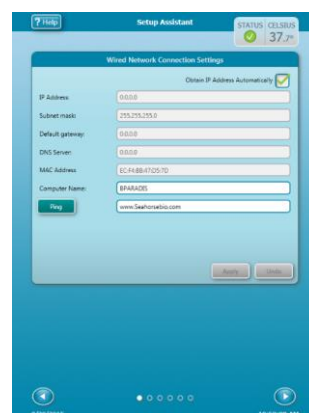 ? Help
Setup Assistant
STATUS CELSIUS
37.7°
Wired Network Connection Settings
Obtain IP Address Automatically
IP Address:
0.0.0.0
Subnet mask:
255.255.255.0
Default gateway:
0.0.0.0
DNS Server:
0.0.0.0
MAC Address
Computer Name:
BPARADIS
Ping
www.Seahorsebio.com
Apply
Undo